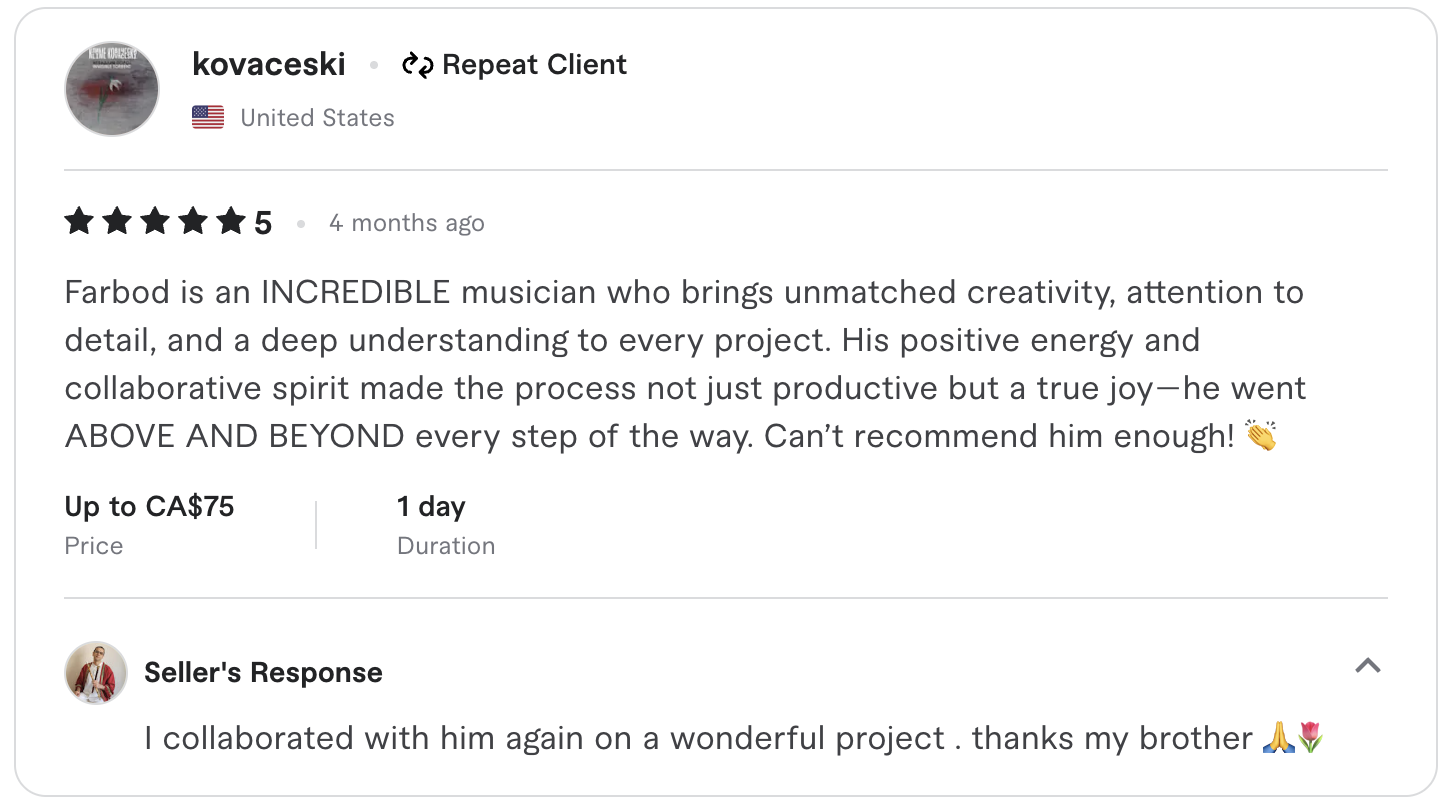 kovaceski
Repeat Client
United States
5
4 months ago
Farbod is an INCREDIBLE musician who brings unmatched creativity, attention to
detail, and a deep understanding to every project. His positive energy and
collaborative spirit made the process not just productive but a true joy—he went
ABOVE AND BEYOND every step of the way. Can’t recommend him enough! 👏
Up to CA$75
1 day
Price
Duration
Seller's Response
I collaborated with him again on a wonderful project . thanks my brother 🙏🌷